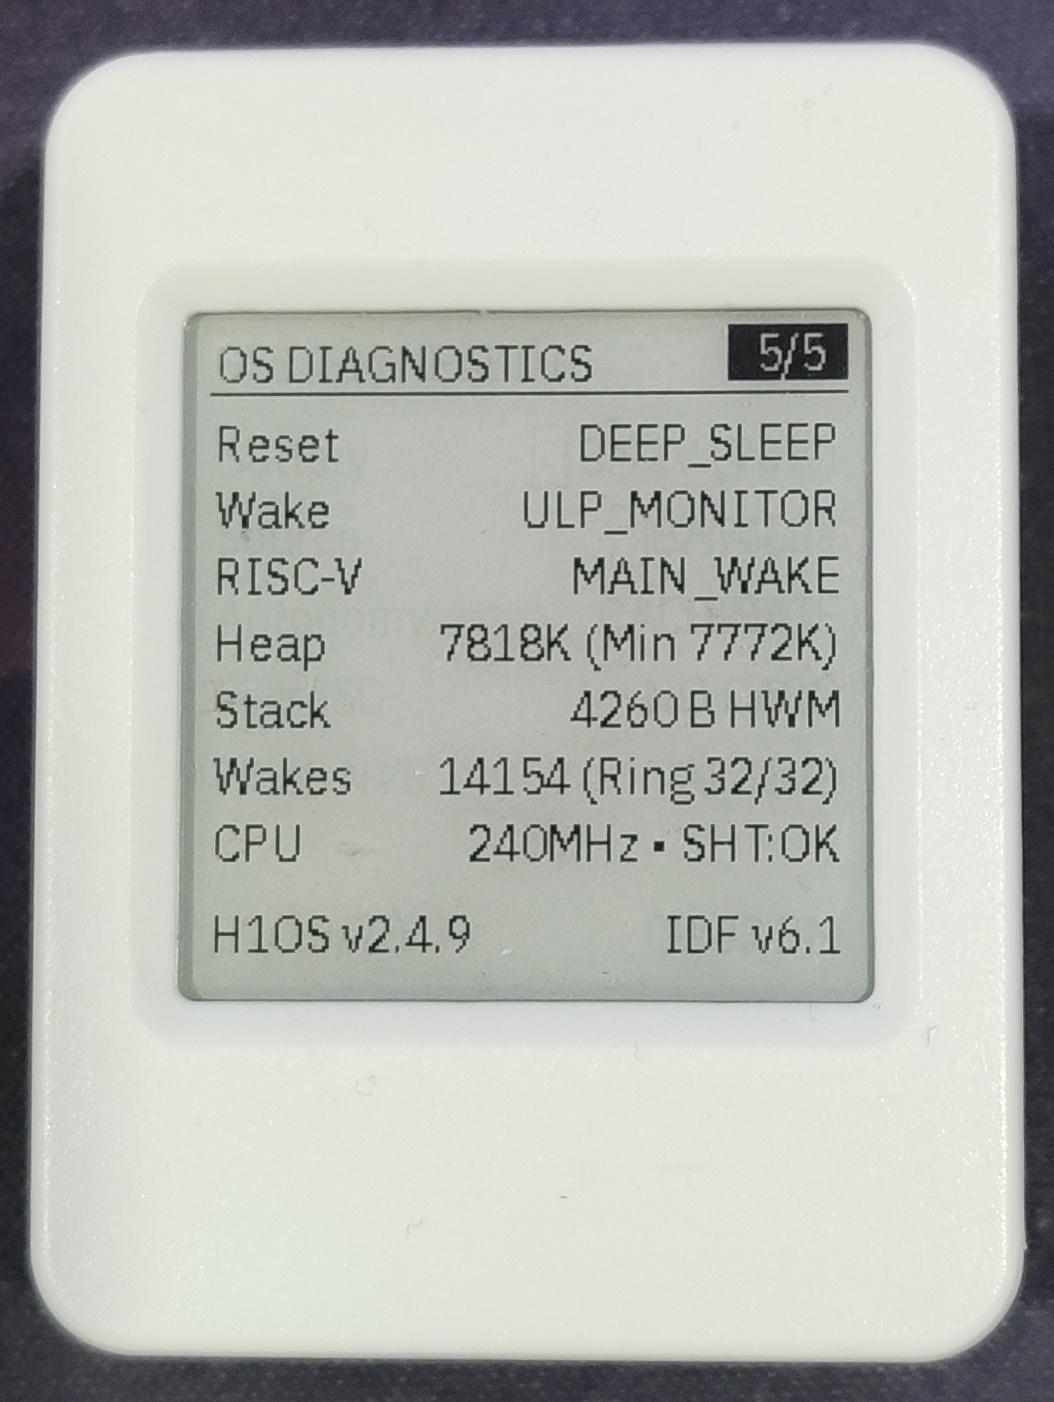 OS DIAGNOSTICS 5/5
Reset DEEP_SLEEP
Wake ULP_MONITOR
RISC-V MAIN_WAKE
Heap 7818K (Min 7772K)
Stack 4260 B HWM
Wakes 14154 (Ring 32/32)
CPU 240MHz ▪ SHT:OK
H1OS v2.4.9 IDF v6.1